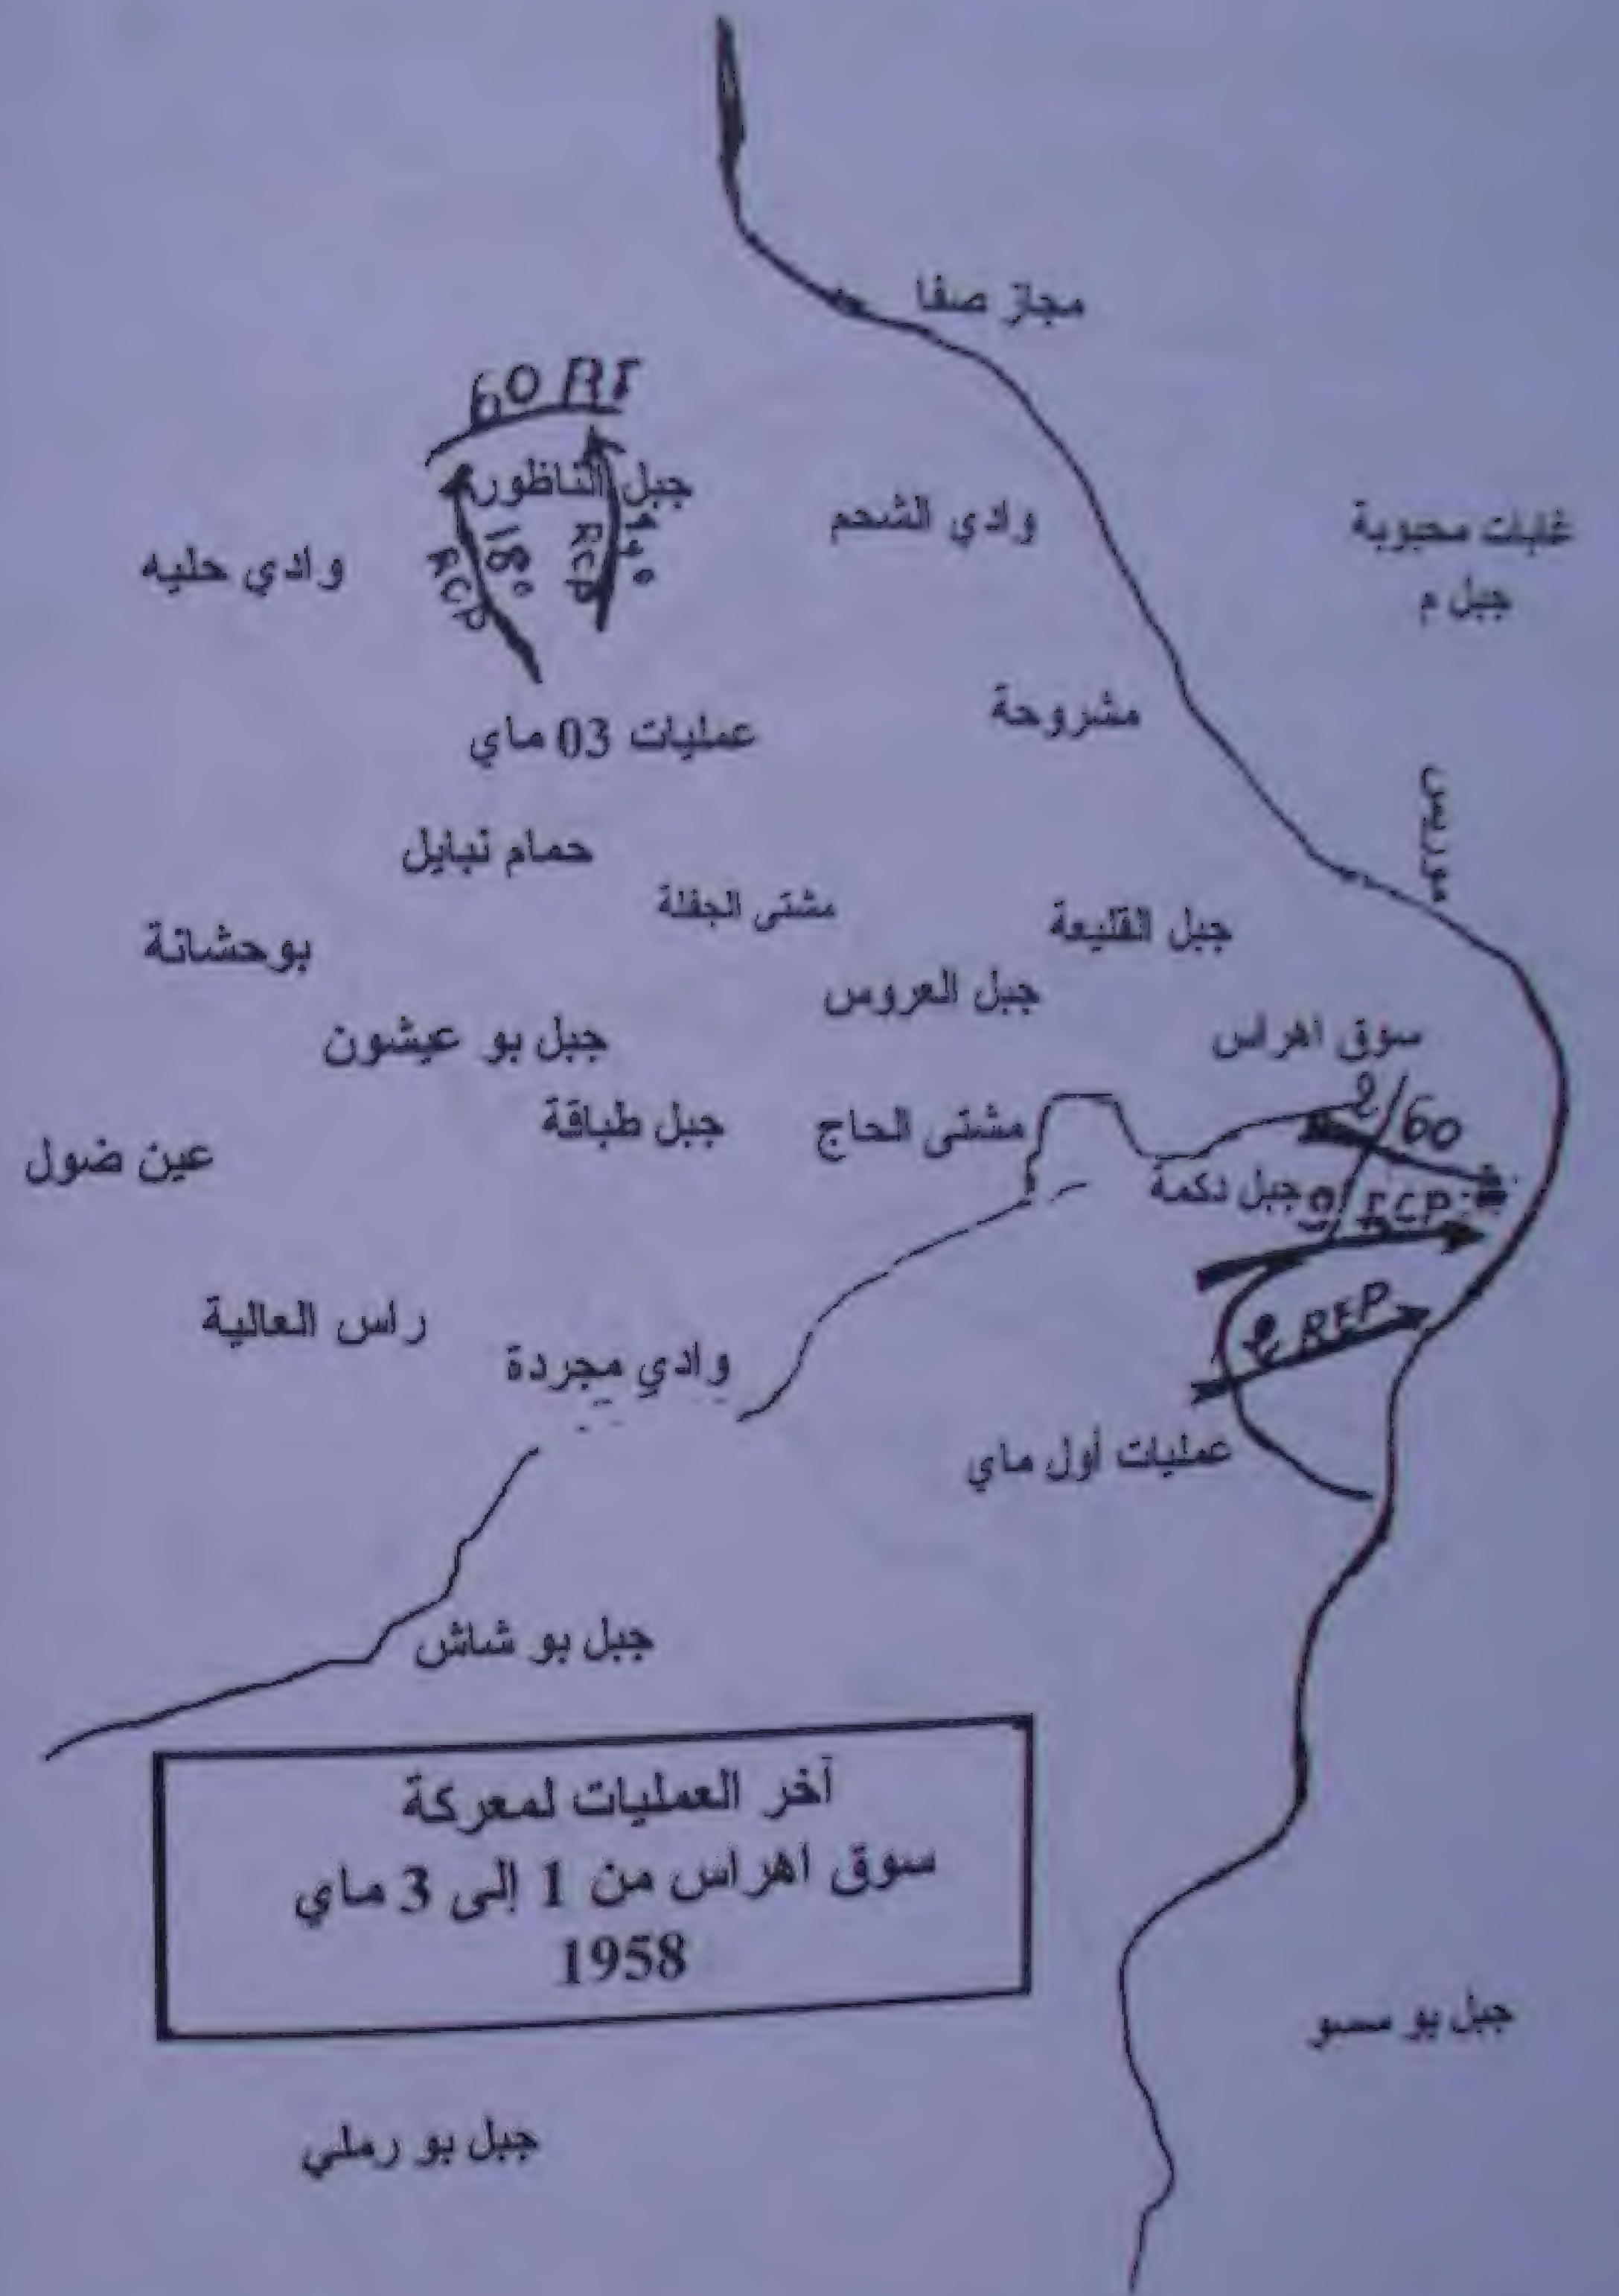 مجاز صفا
60 RI
جبل الناظور
14°
RCP
18°
RCP
وادي الشحم
غابات محبوبة
جبل م
وادي حليه
مشروحة
عمليات 03 ماي
موريس
حمام نبايل
مشتى الجفلة
جبل القليعة
بوحشانة
جبل العروس
سوق اهراس
جبل بو عيشون
2/60
جبل طباقة
مشتى الحاج
عين ضول
جبل دكمة
9 RCP
راس العالية
2 REP
وادي مجردة
عمليات أول ماي
جبل بو شاش
آخر العمليات لمعركة
سوق اهراس من 1 إلى 3 ماي
1958
جبل بو مسو
جبل بو رملي